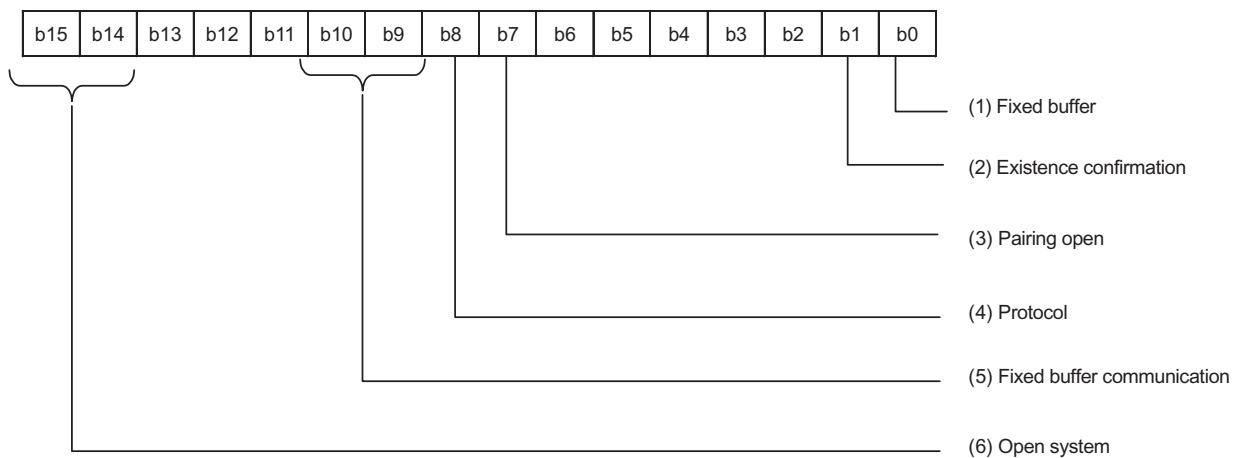 b15 b14 b13 b12 b11 b10 b9 b8 b7 b6 b5 b4 b3 b2 b1 b0
(1) Fixed buffer
(2) Existence confirmation
(3) Pairing open
(4) Protocol
(5) Fixed buffer communication
(6) Open system